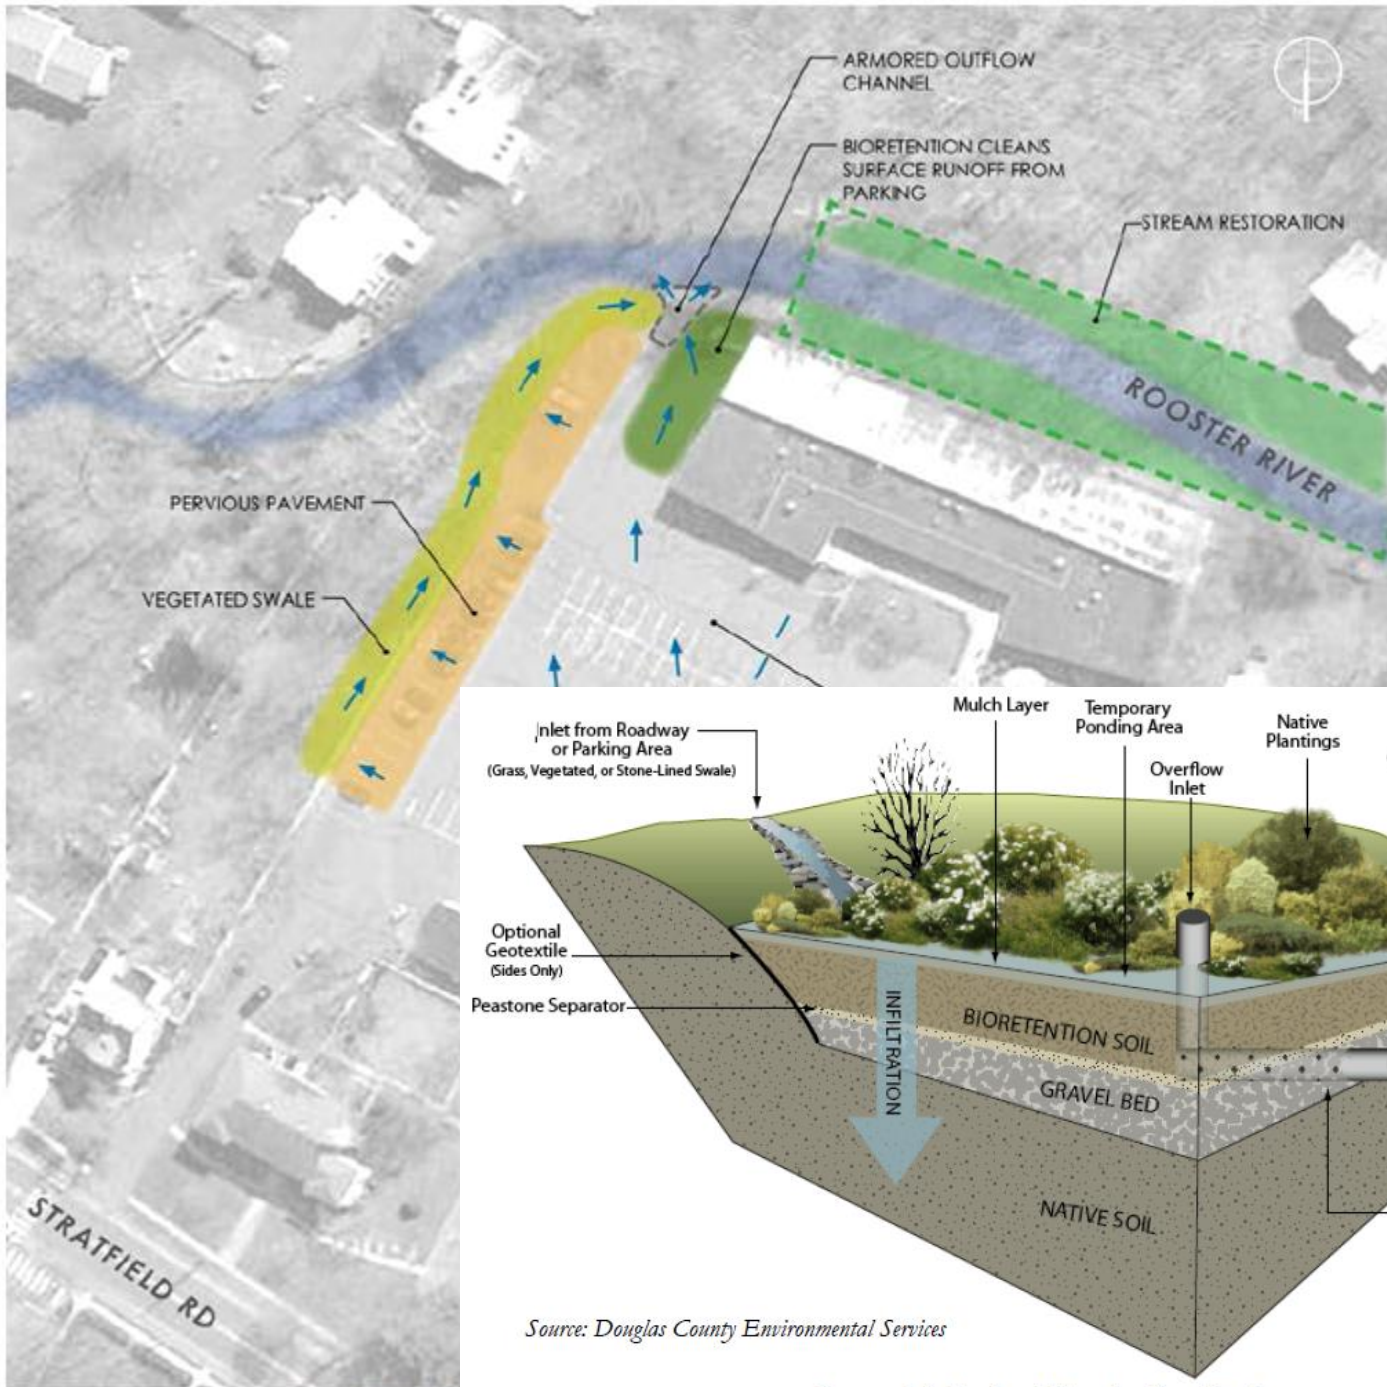 ARMORED OUTFLOW
CHANNEL
BIORETENTION CLEANS
SURFACE RUNOFF FROM
PARKING
STREAM RESTORATION
ROOSTER RIVER
PERVIOUS PAVEMENT
VEGETATED SWALE
STRATFIELD RD
Inlet from Roadway
or Parking Area
(Grass, Vegetated, or Stone-Lined Swale)
Mulch Layer
Temporary
Ponding Area
Native
Plantings
Overflow
Inlet
Optional
Geotextile
(Sides Only)
Peastone Separator
INFILTRATION
BIORETENTION SOIL
GRAVEL BED
NATIVE SOIL
Source: Douglas County Environmental Services